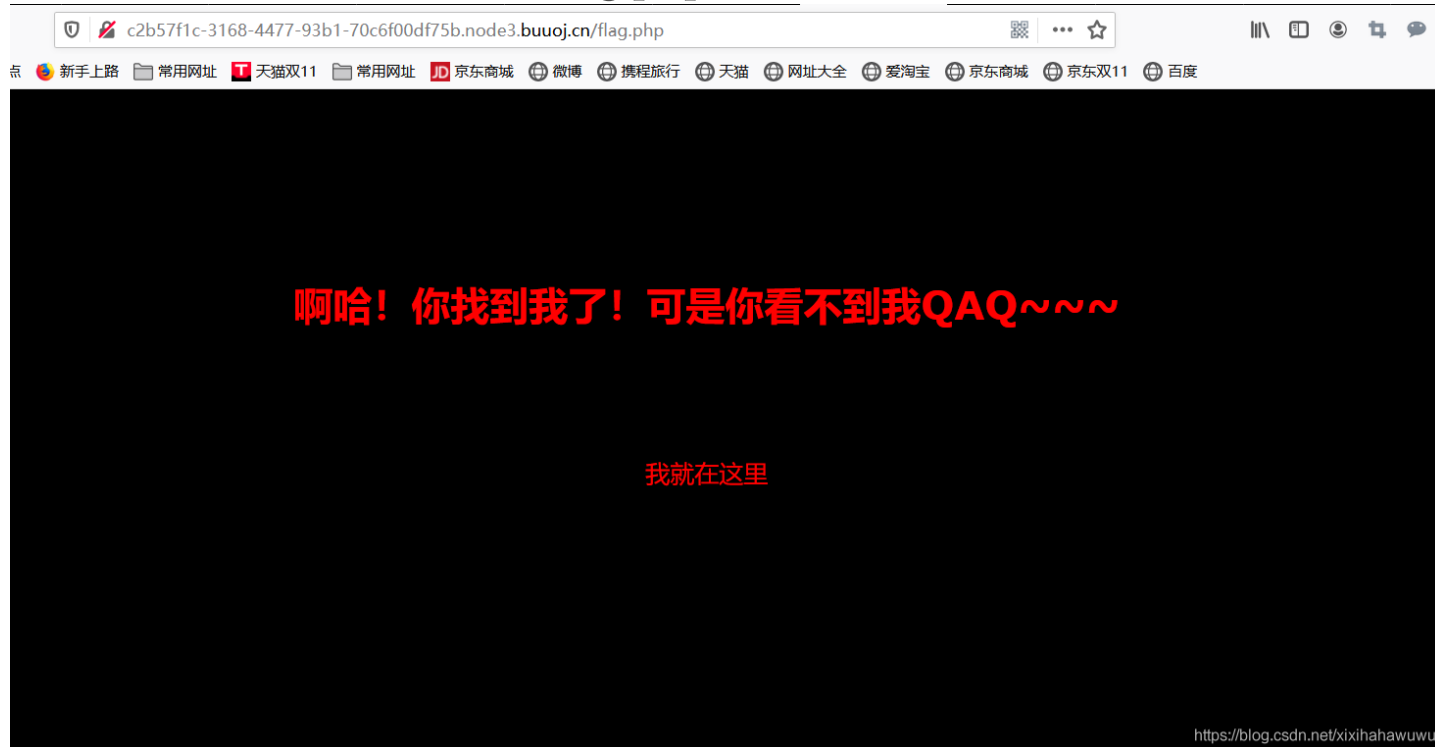 c2b57f1c-3168-4477-93b1-70c6f00df75b.node3.buuoj.cn/flag.php
点 新手上路 常用网址 天猫双11 常用网址 京东商城 微博 携程旅行 天猫 网址大全 爱淘宝 京东商城 京东双11 百度
啊哈！你找到我了！可是你看不到我QAQ~~~
我就在这里
https://blog.csdn.net/xixihahawuwu